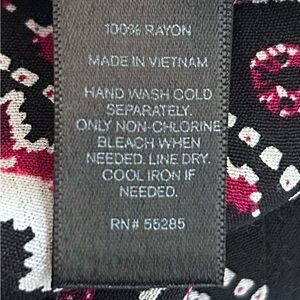 100% RAYON
MADE IN VIETNAM
HAND WASH COLD
SEPARATELY.
ONLY NON-CHLORINE
BLEACH WHEN
NEEDED. LINE DRY.
COOL IRON IF
NEEDED.
RN# 55285